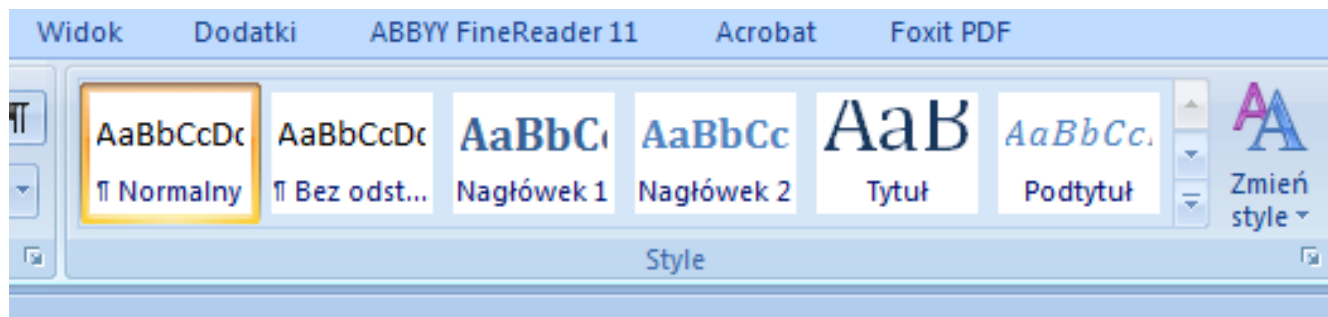 Widok Dodatki ABBYY FineReader 11 Acrobat Foxit PDF
¶
AaBbCcDc AaBbCcDc AaBbCc AaBbCc AaB AaBbCc.
¶ Normalny ¶ Bez odst... Nagłówek 1 Nagłówek 2 Tytuł Podtytuł
Zmień
style
Style